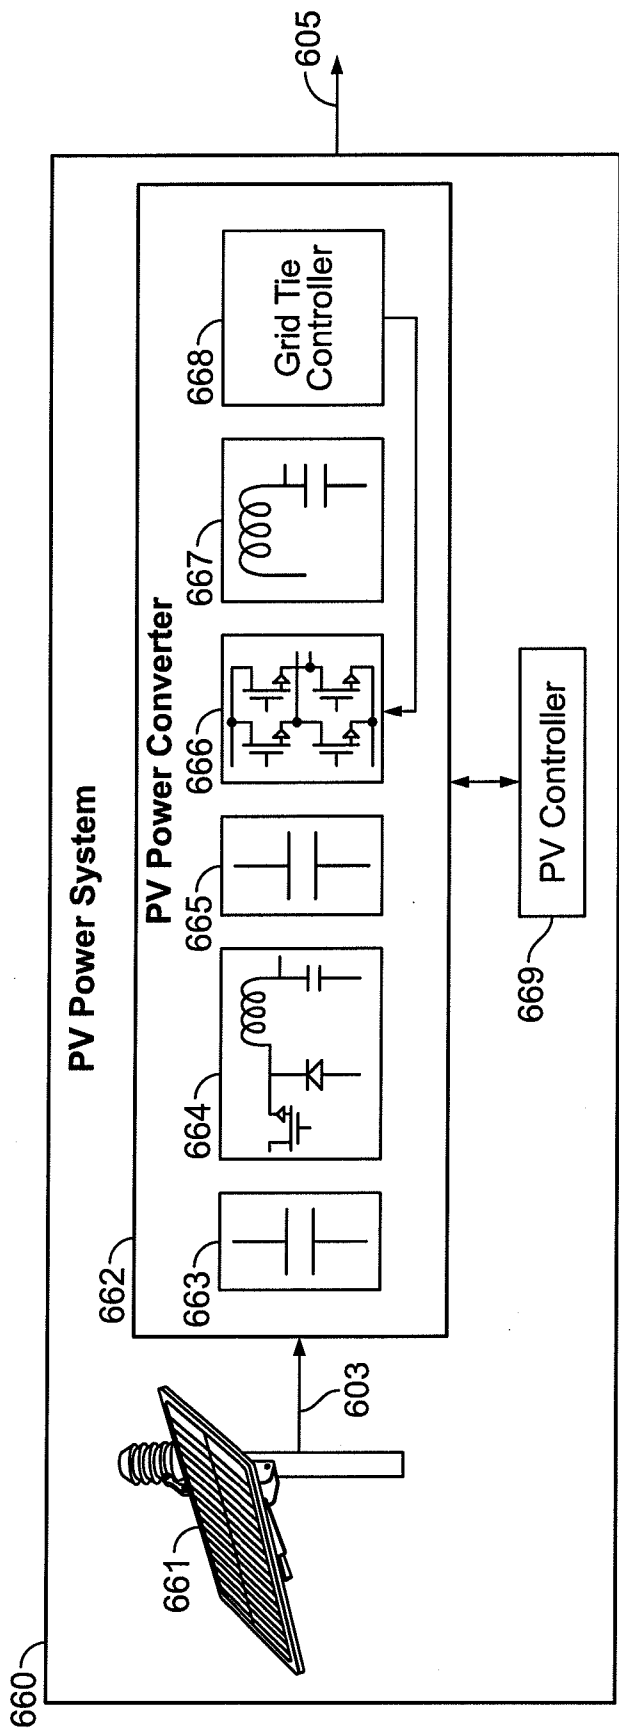 660
PV Power System
662
PV Power Converter
661
603
663
664
665
666
667
668
Grid Tie
Controller
605
669
PV Controller